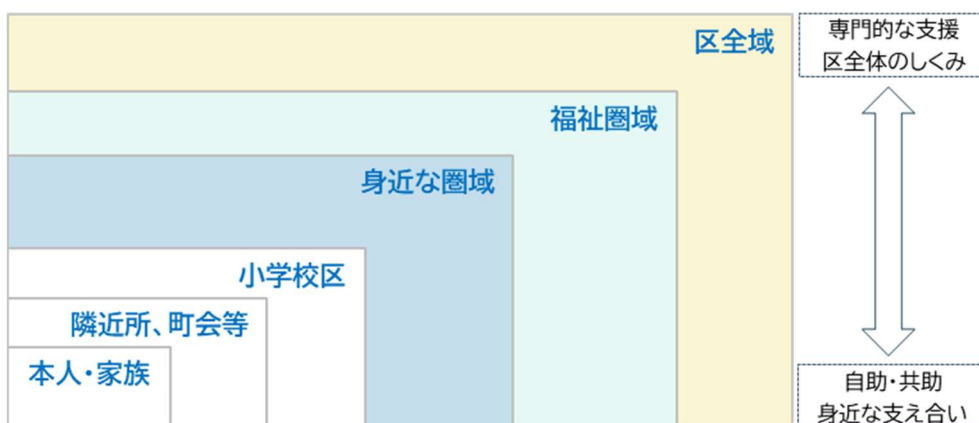 区全域
専門的な支援
区全体のしくみ
福祉圏域
身近な圏域
小学校区
隣近所、町会等
本人・家族
自助・共助
身近な支え合い